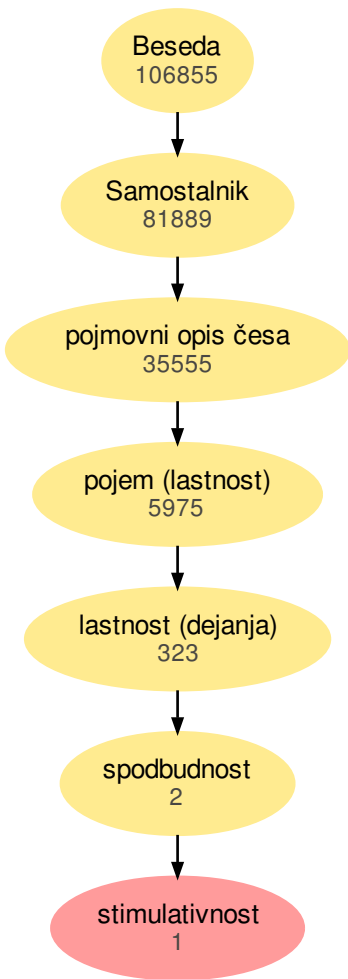 Beseda
106855
Samostalnik
81889
pojmovni opis česa
35555
pojem (lastnost)
5975
lastnost (dejanja)
323
spodbudnost
2
stimulativnost
1